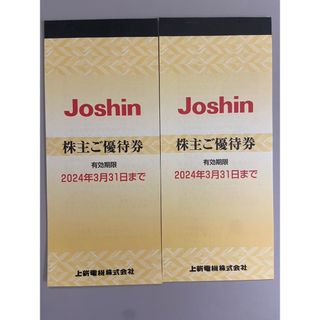 Joshin
株主ご優待券
有効期限
2024年3月31日まで
上新電機株式会社
Joshin
株主ご優待券
有効期限
2024年3月31日まで
上新電機株式会社